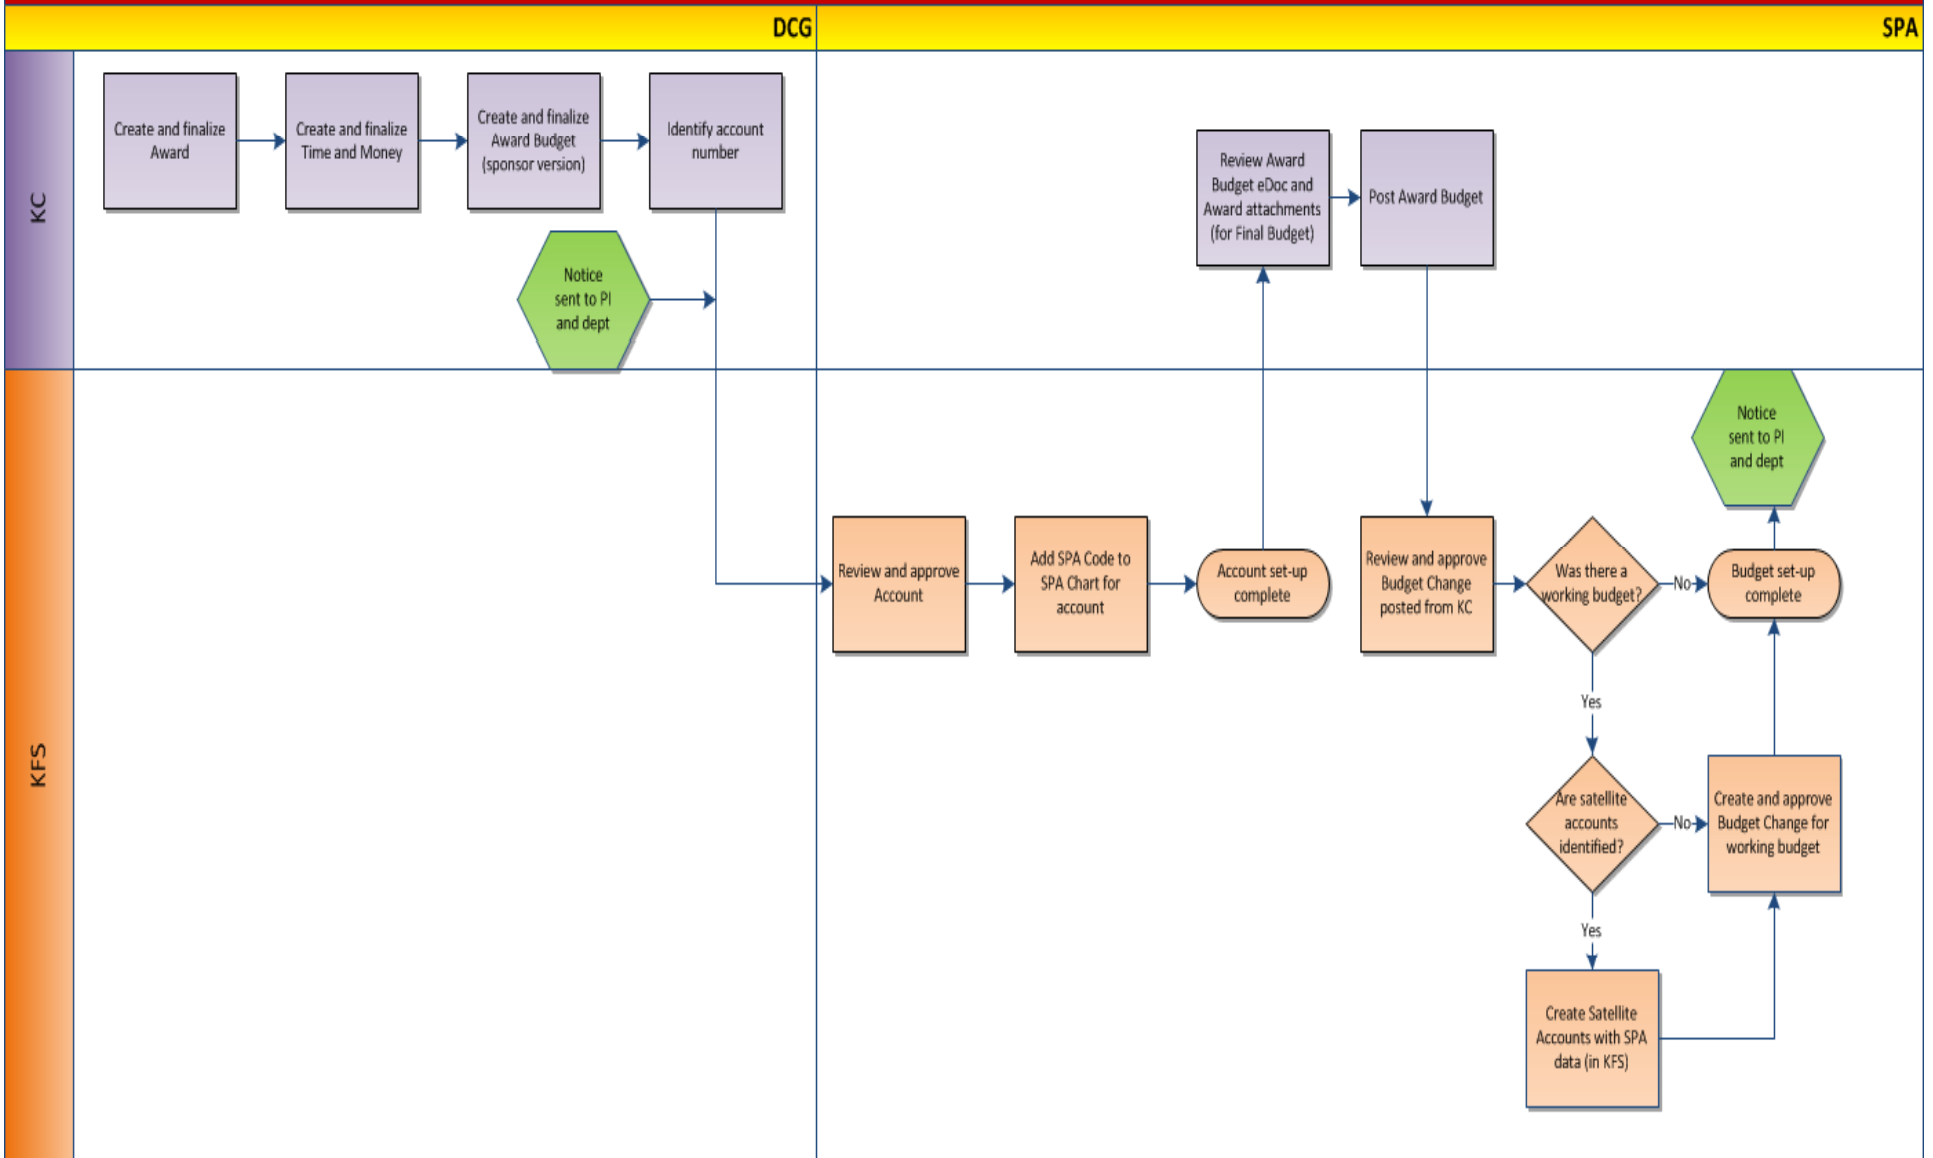 DCG
SPA
KC
Create and finalize
Award
Create and finalize
Time and Money
Create and finalize
Award Budget
(sponsor version)
Identify account
number
Notice
sent to PI
and dept
Review Award
Budget eDoc and
Award attachments
(for Final Budget)
Post Award Budget
KFS
Review and approve
Account
Add SPA Code to
SPA Chart for
account
Account set-up
complete
Review and approve
Budget Change
posted from KC
Was there a
working budget?
No
Budget set-up
complete
Notice
sent to PI
and dept
Yes
Are satellite
accounts
identified?
No
Create and approve
Budget Change for
working budget
Yes
Create Satellite
Accounts with SPA
data (in KFS)